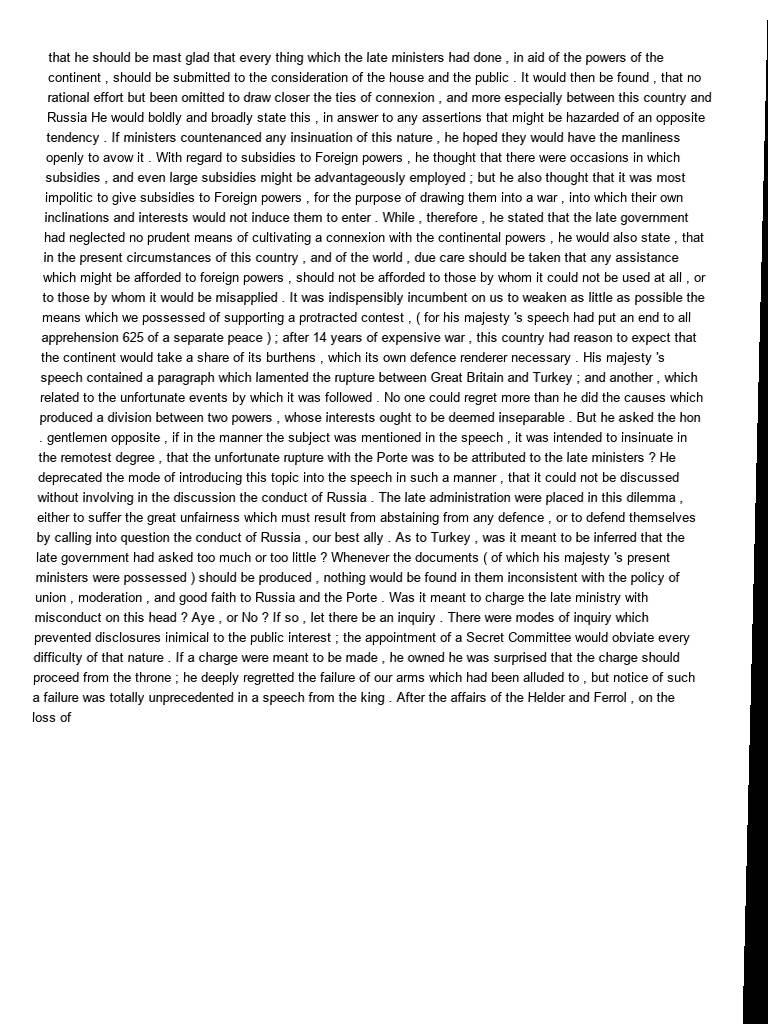 that he should be mast glad that every thing which the late ministers had done , in aid of the powers of the
continent , should be submitted to the consideration of the house and the public . It would then be found , that no
rational effort but been omitted to draw closer the ties of connexion , and more especially between this country and
Russia He would boldly and broadly state this , in answer to any assertions that might be hazarded of an opposite
tendency . If ministers countenanced any insinuation of this nature , he hoped they would have the manliness
openly to avow it . With regard to subsidies to Foreign powers , he thought that there were occasions in which
subsidies , and even large subsidies might be advantageously employed ; but he also thought that it was most
impolitic to give subsidies to Foreign powers , for the purpose of drawing them into a war , into which their own
inclinations and interests would not induce them to enter . While , therefore , he stated that the late government
had neglected no prudent means of cultivating a connexion with the continental powers , he would also state , that
in the present circumstances of this country , and of the world , due care should be taken that any assistance
which might be afforded to foreign powers , should not be afforded to those by whom it could not be used at all , or
to those by whom it would be misapplied . It was indispensibly incumbent on us to weaken as little as possible the
means which we possessed of supporting a protracted contest , ( for his majesty 's speech had put an end to all
apprehension 625 of a separate peace ) ; after 14 years of expensive war , this country had reason to expect that
the continent would take a share of its burthens , which its own defence renderer necessary . His majesty 's
speech contained a paragraph which lamented the rupture between Great Britain and Turkey ; and another , which
related to the unfortunate events by which it was followed . No one could regret more than he did the causes which
produced a division between two powers , whose interests ought to be deemed inseparable . But he asked the hon
. gentlemen opposite , if in the manner the subject was mentioned in the speech , it was intended to insinuate in
the remotest degree , that the unfortunate rupture with the Porte was to be attributed to the late ministers ? He
deprecated the mode of introducing this topic into the speech in such a manner , that it could not be discussed
without involving in the discussion the conduct of Russia . The late administration were placed in this dilemma ,
either to suffer the great unfairness which must result from abstaining from any defence , or to defend themselves
by calling into question the conduct of Russia , our best ally . As to Turkey , was it meant to be inferred that the
late government had asked too much or too little ? Whenever the documents ( of which his majesty 's present
ministers were possessed ) should be produced , nothing would be found in them inconsistent with the policy of
union , moderation , and good faith to Russia and the Porte . Was it meant to charge the late ministry with
misconduct on this head ? Aye , or No ? If so , let there be an inquiry . There were modes of inquiry which
prevented disclosures inimical to the public interest ; the appointment of a Secret Committee would obviate every
difficulty of that nature . If a charge were meant to be made , he owned he was surprised that the charge should
proceed from the throne ; he deeply regretted the failure of our arms which had been alluded to , but notice of such
a failure was totally unprecedented in a speech from the king . After the affairs of the Helder and Ferrol , on the
loss of